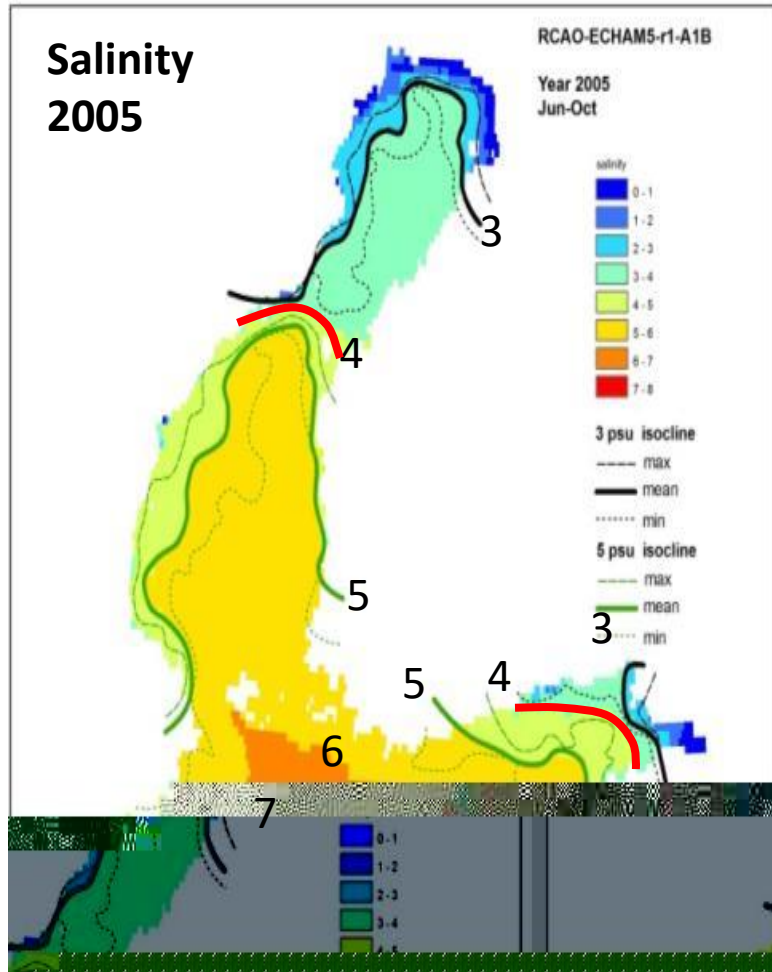 Salinity
2005
RCAO-ECHAM5-r1-A1B
Year 2005
Jun-Oct
salinity
0 - 1
1 - 2
2 - 3
3 - 4
4 - 5
5 - 6
6 - 7
7 - 8
3 psu isocline
max
mean
min
5 psu isocline
max
mean
min
3
4
5
3
4
5
6
7
0 - 1
1 - 2
2 - 3
3 - 4
4 - 5